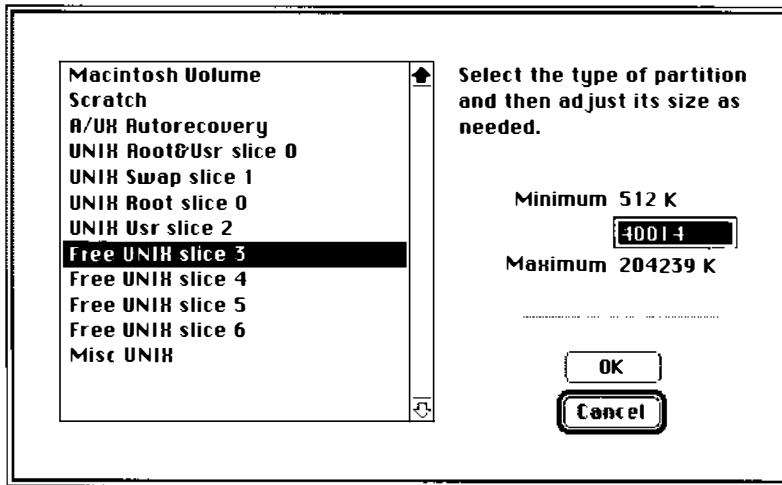 Macintosh Volume
Scratch
A/UX Autorecovery
UNIX Root&Usr slice 0
UNIX Swap slice 1
UNIX Root slice 0
UNIX Usr slice 2
Free UNIX slice 3
Free UNIX slice 4
Free UNIX slice 5
Free UNIX slice 6
Misc UNIX
Select the type of partition
and then adjust its size as
needed.
Minimum 512 K
40014
Maximum 204239 K
OK
Cancel